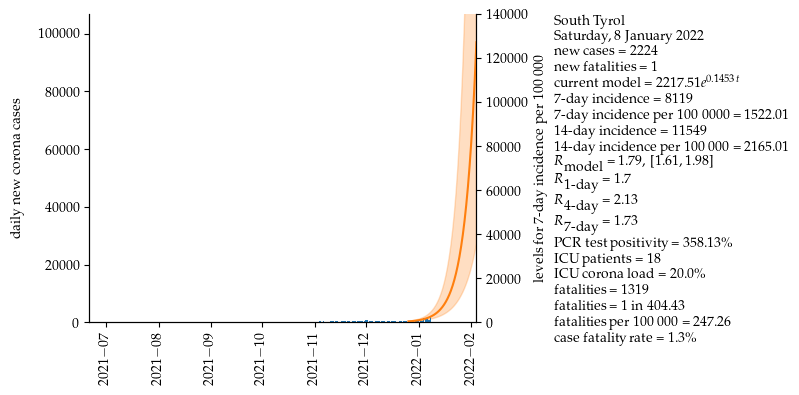 South Tyrol
Saturday, 8 January 2022
new cases = 2224
new fatalities = 1
current model = 2217.51e^{0.1453 t}
7-day incidence = 8119
7-day incidence per 100 0000 = 1522.01
14-day incidence = 11549
14-day incidence per 100 000 = 2165.01
R_model = 1.79, [1.61, 1.98]
R_1-day = 1.7
R_4-day = 2.13
R_7-day = 1.73
PCR test positivity = 358.13%
ICU patients = 18
ICU corona load = 20.0%
fatalities = 1319
fatalities = 1 in 404.43
fatalities per 100 000 = 247.26
case fatality rate = 1.3%
daily new corona cases
100000
80000
60000
40000
20000
0
levels for 7-day incidence per 100 000
140000
120000
100000
80000
60000
40000
20000
0
2021−07
2021−08
2021−09
2021−10
2021−11
2021−12
2022−01
2022−02